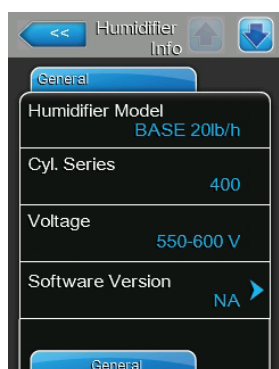 << Humidifier
Info
General
Humidifier Model
BASE 20lb/h
Cyl. Series
400
Voltage
550-600 V
Software Version
NA
General